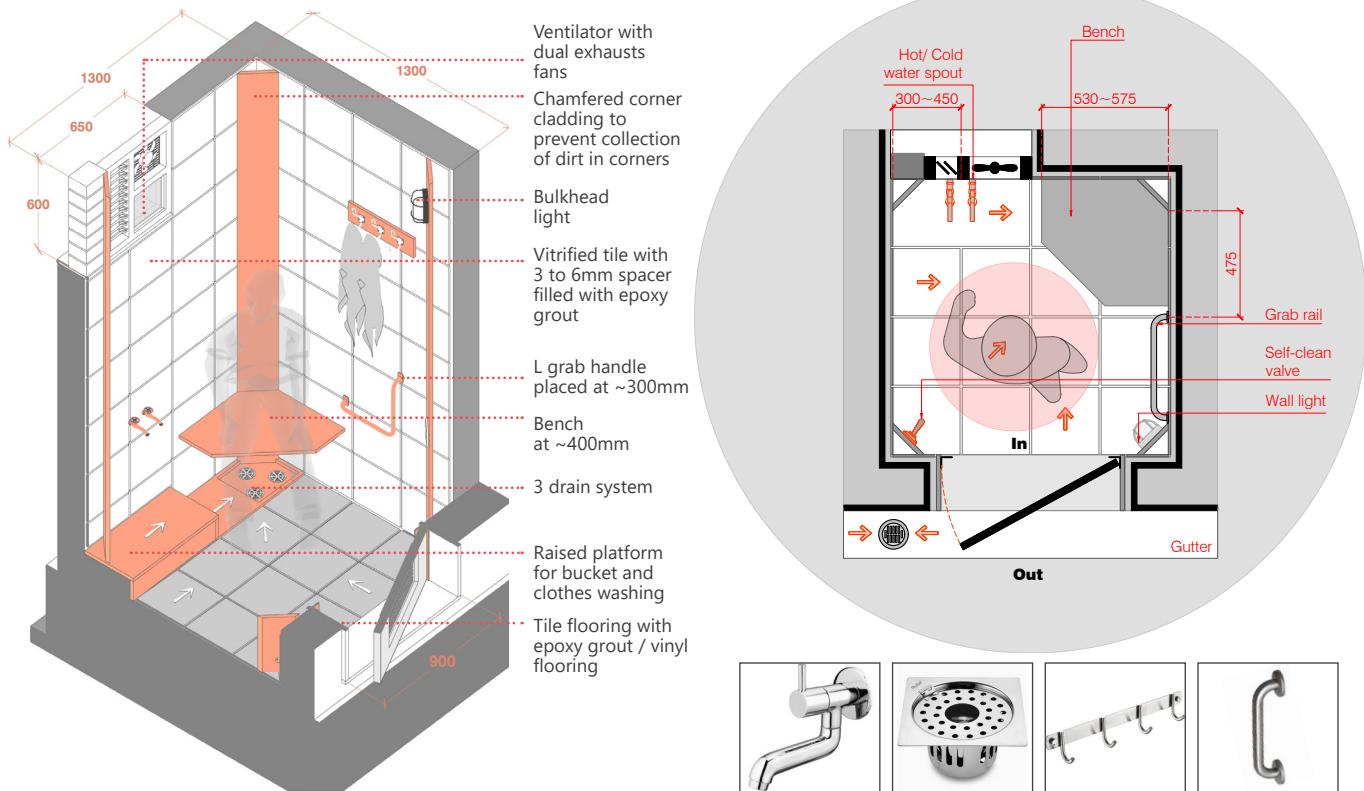 1300
1300
650
600
900
Ventilator with
dual exhausts
fans
Chamfered corner
cladding to
prevent collection
of dirt in corners
Bulkhead
light
Vitrified tile with
3 to 6mm spacer
filled with epoxy
grout
L grab handle
placed at ~300mm
Bench
at ~400mm
3 drain system
Raised platform
for bucket and
clothes washing
Tile flooring with
epoxy grout / vinyl
flooring
Bench
Hot/ Cold
water spout
300~450
530~575
475
Grab rail
Self-clean
valve
Wall light
In
Gutter
Out